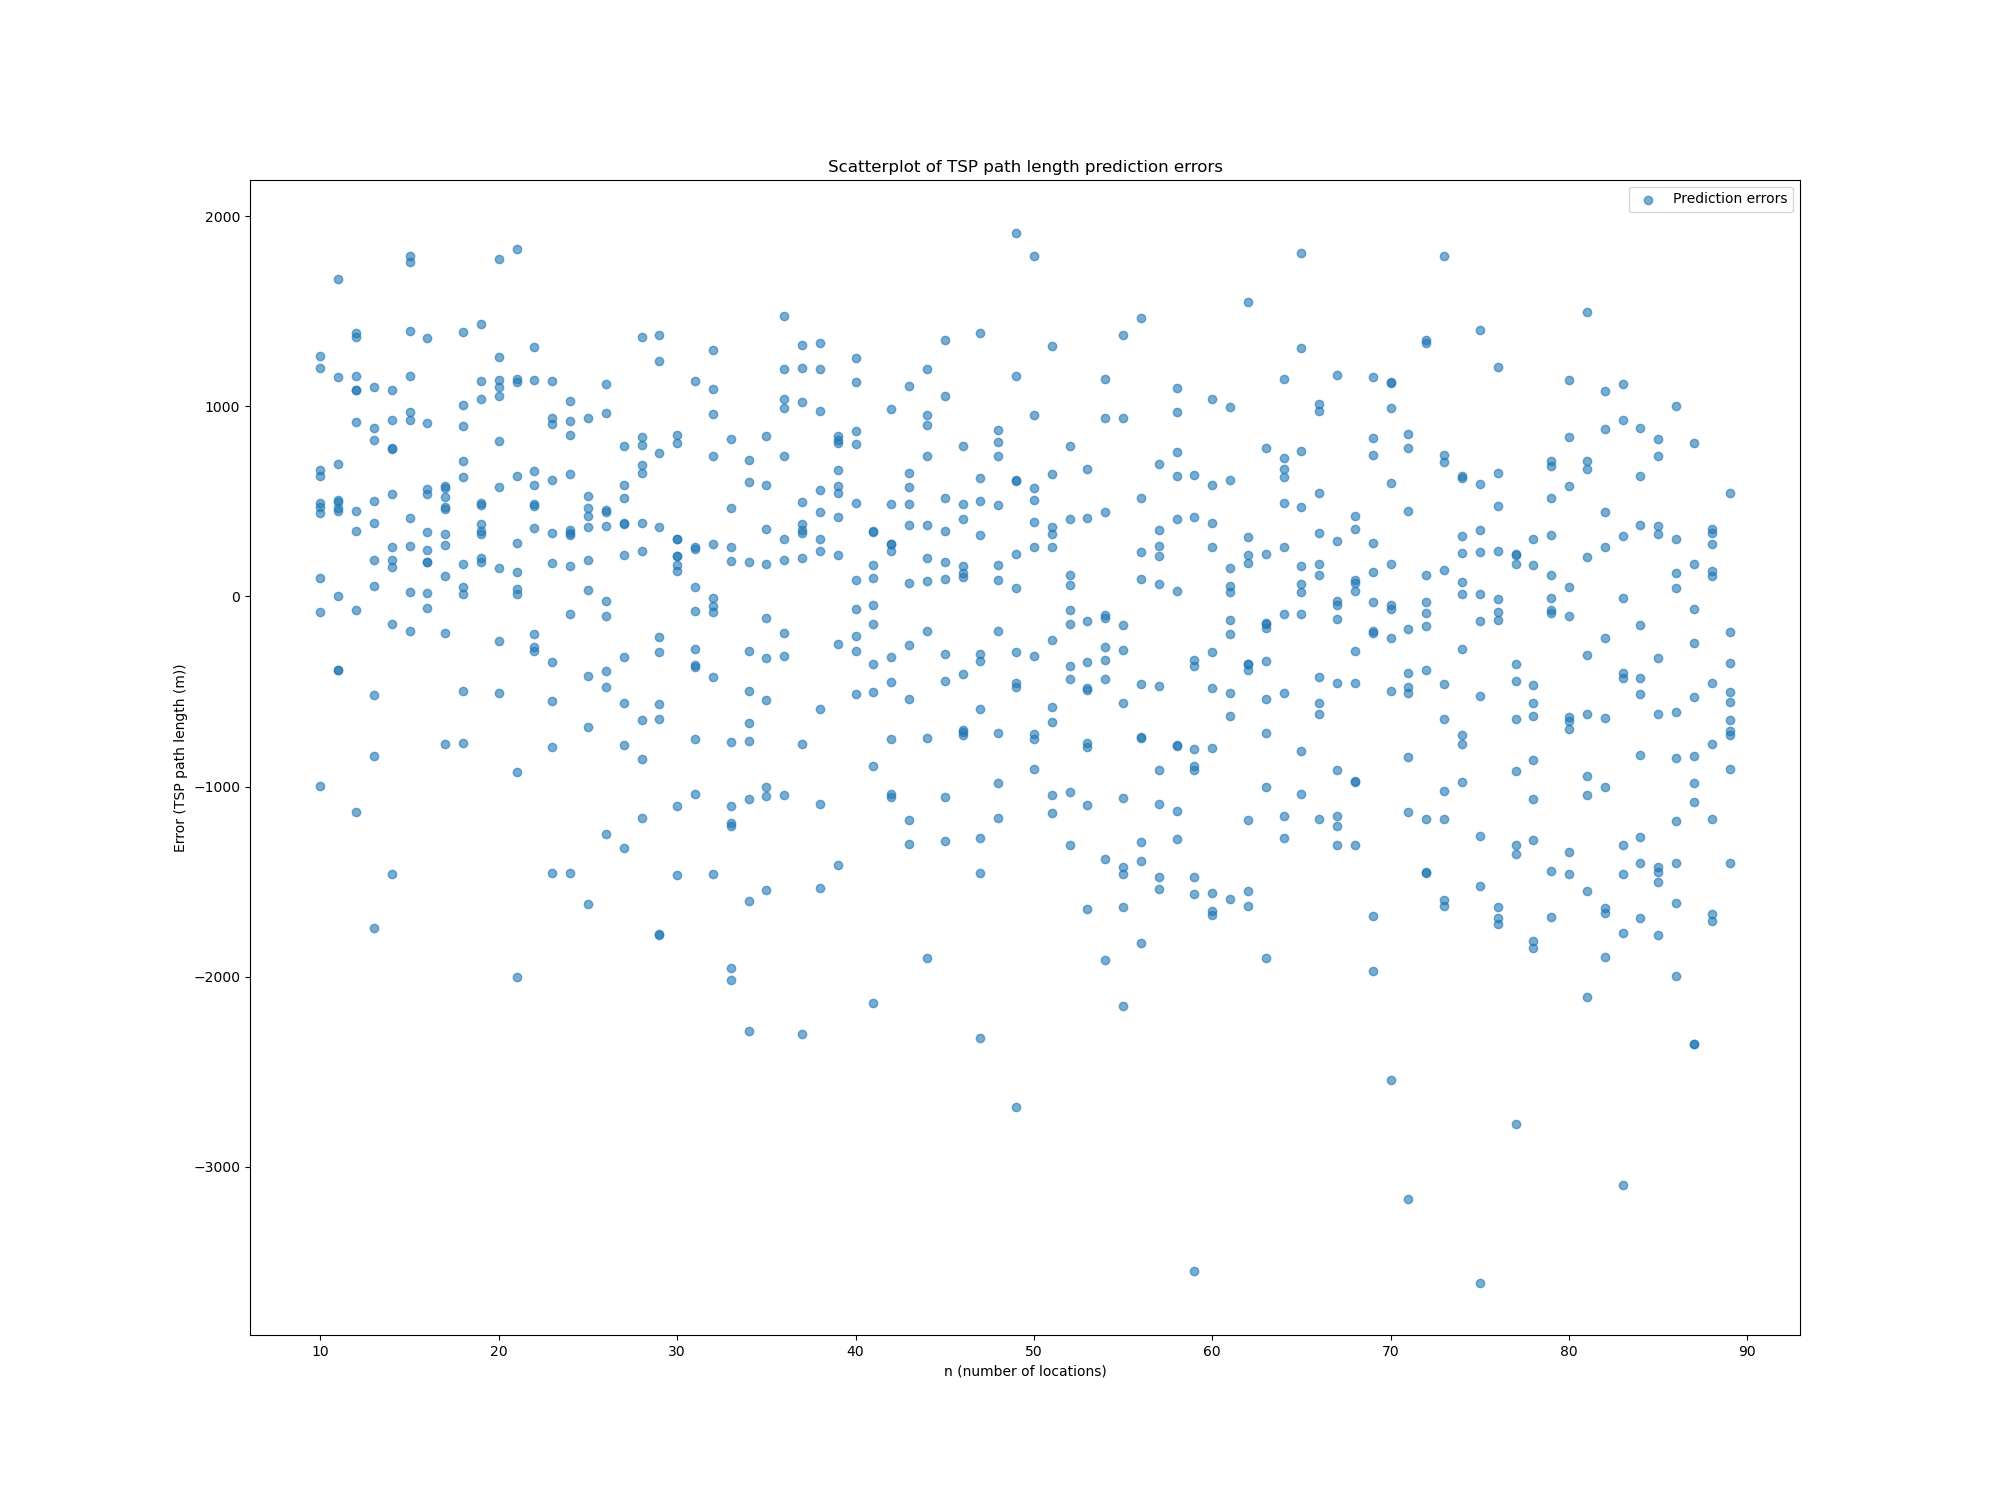 Scatterplot of TSP path length prediction errors
Prediction errors
2000
1000
0
−1000
−2000
−3000
Error (TSP path length (m))
10 20 30 40 50 60 70 80 90
n (number of locations)